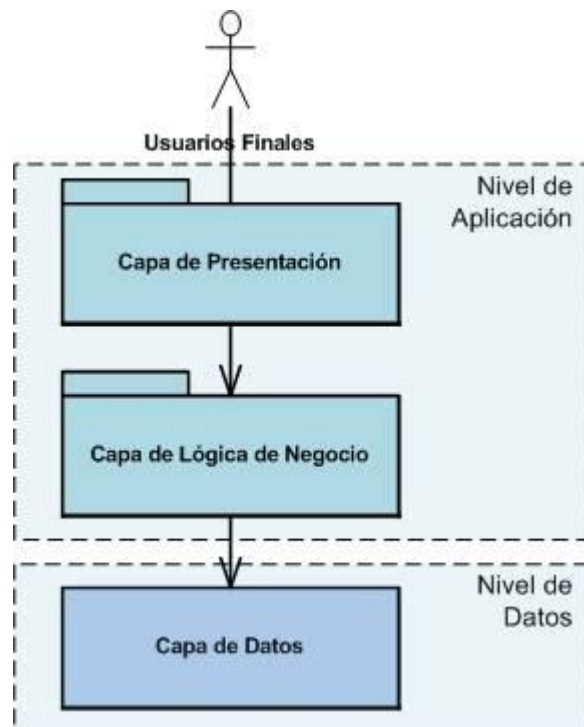 Usuarios Finales
Nivel de
Aplicación
Capa de Presentación
Capa de Lógica de Negocio
Nivel de
Datos
Capa de Datos